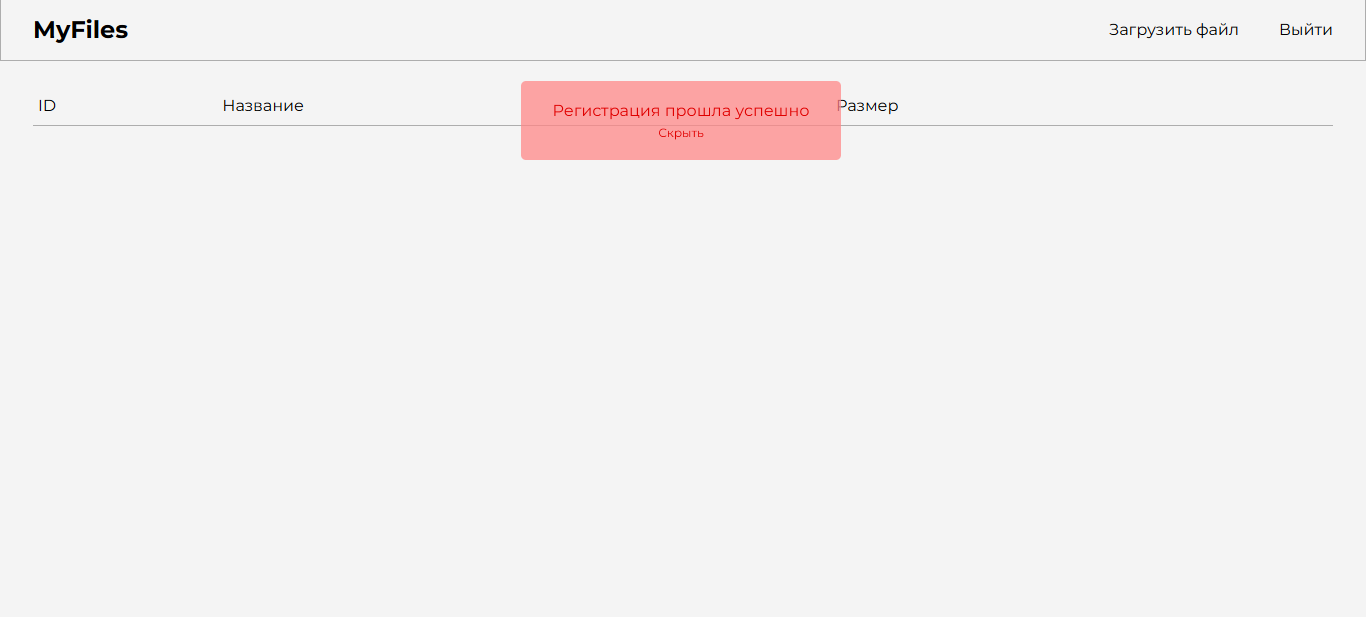 MyFiles
Загрузить файл
Выйти
ID
Название
Размер
Регистрация прошла успешно
Скрыть